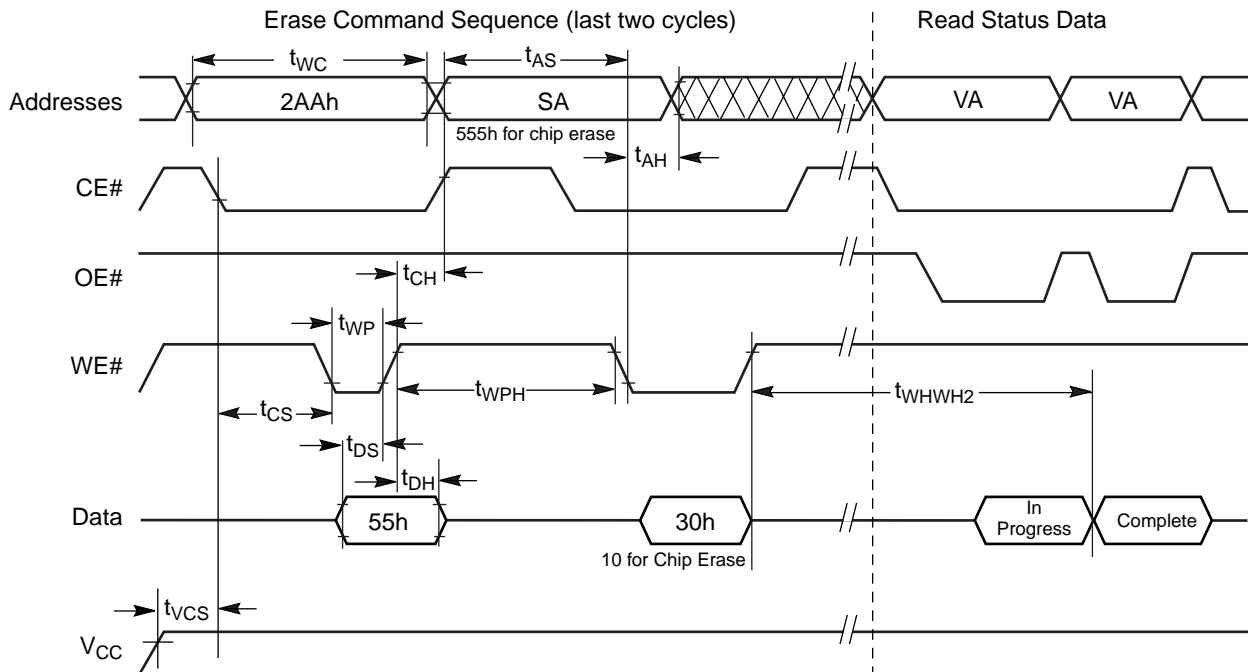 Erase Command Sequence (last two cycles)
Read Status Data
tWC
tAS
Addresses
2AAh
SA
VA
VA
555h for chip erase
tAH
CE#
OE#
tCH
tWP
WE#
tWPH
tWHWH2
tCS
tDS
tDH
Data
55h
30h
In
Progress
Complete
10 for Chip Erase
tVCS
VCC